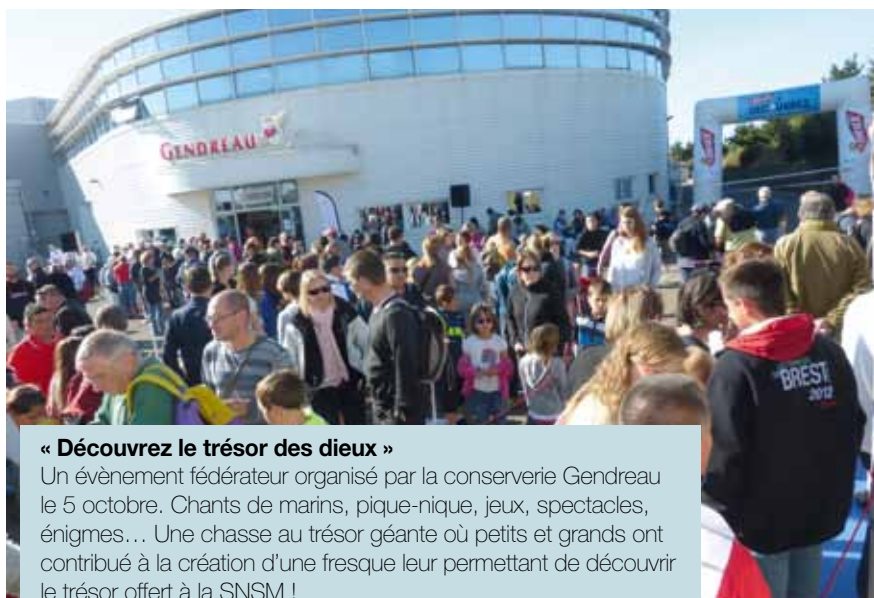 GENDREAU
BREST
2012
« Découvrez le trésor des dieux »
Un évènement fédérateur organisé par la conserverie Gendreau
le 5 octobre. Chants de marins, pique-nique, jeux, spectacles,
énigmes… Une chasse au trésor géante où petits et grands ont
contribué à la création d’une fresque leur permettant de découvrir
le trésor offert à la SNSM !